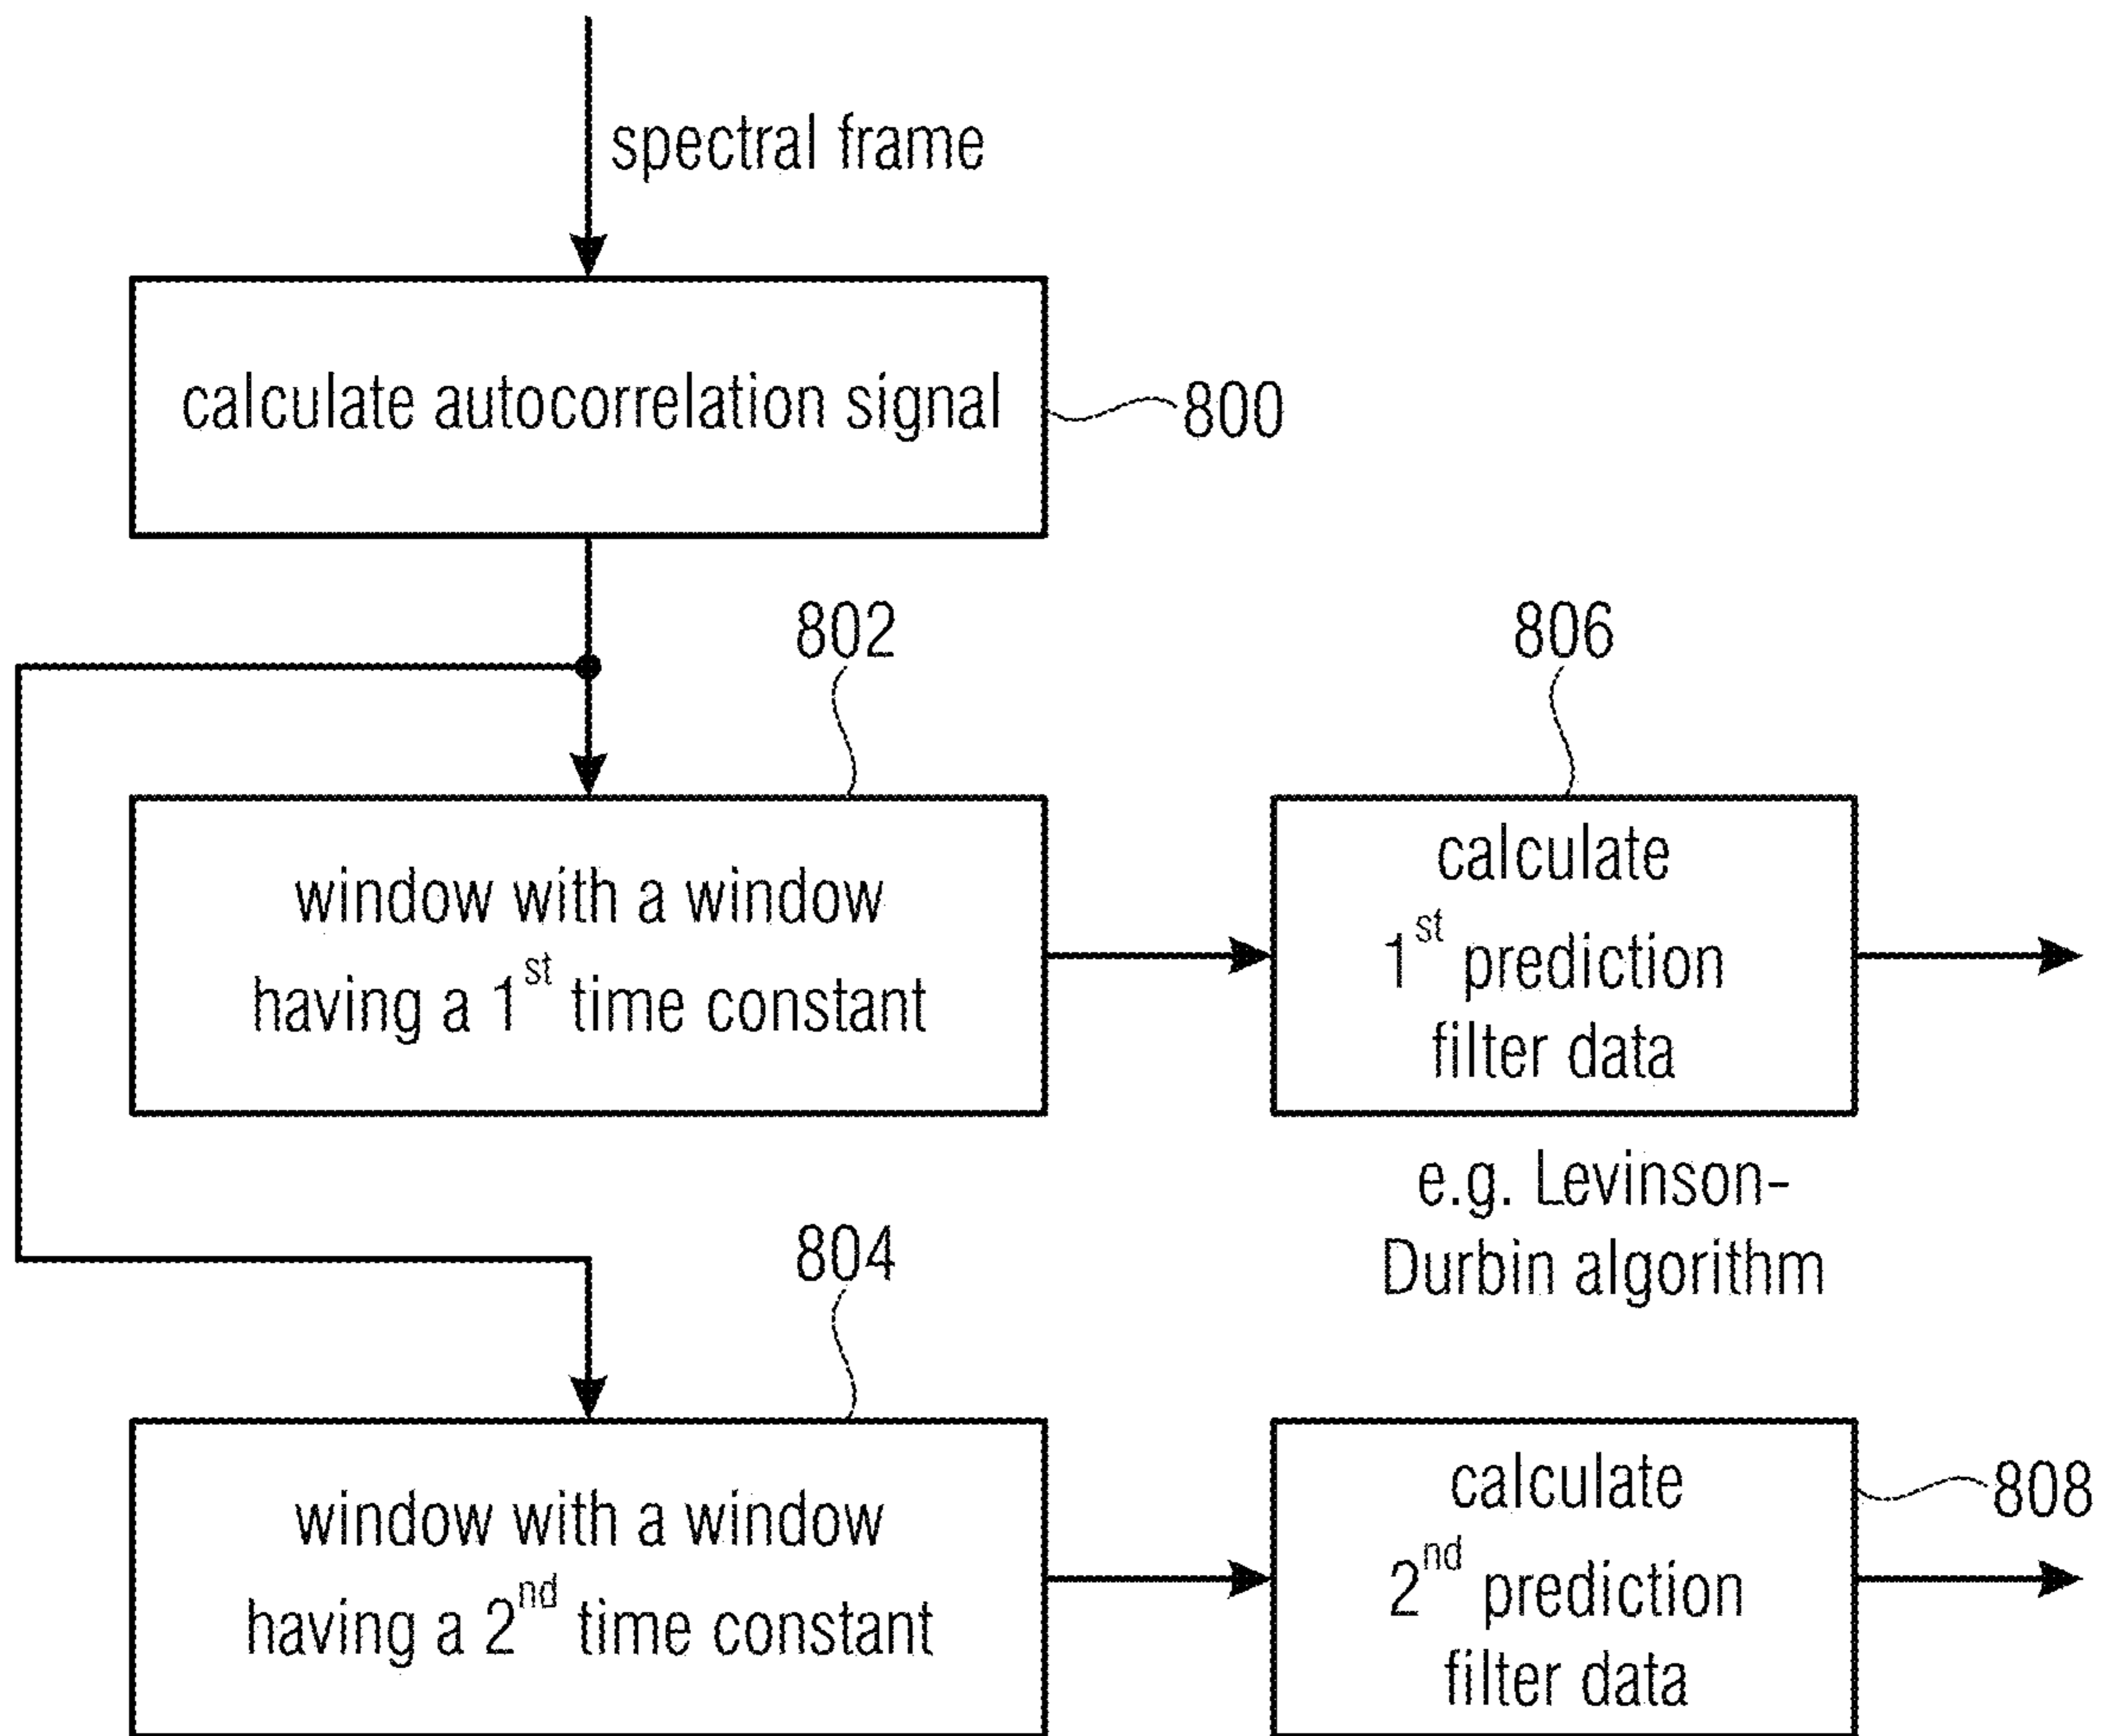 spectral frame
calculate autocorrelation signal
800
802
806
window with a window
having a 1st time constant
calculate
1st prediction
filter data
e.g. Levinson-
Durbin algorithm
804
window with a window
having a 2nd time constant
calculate
2nd prediction
filter data
808